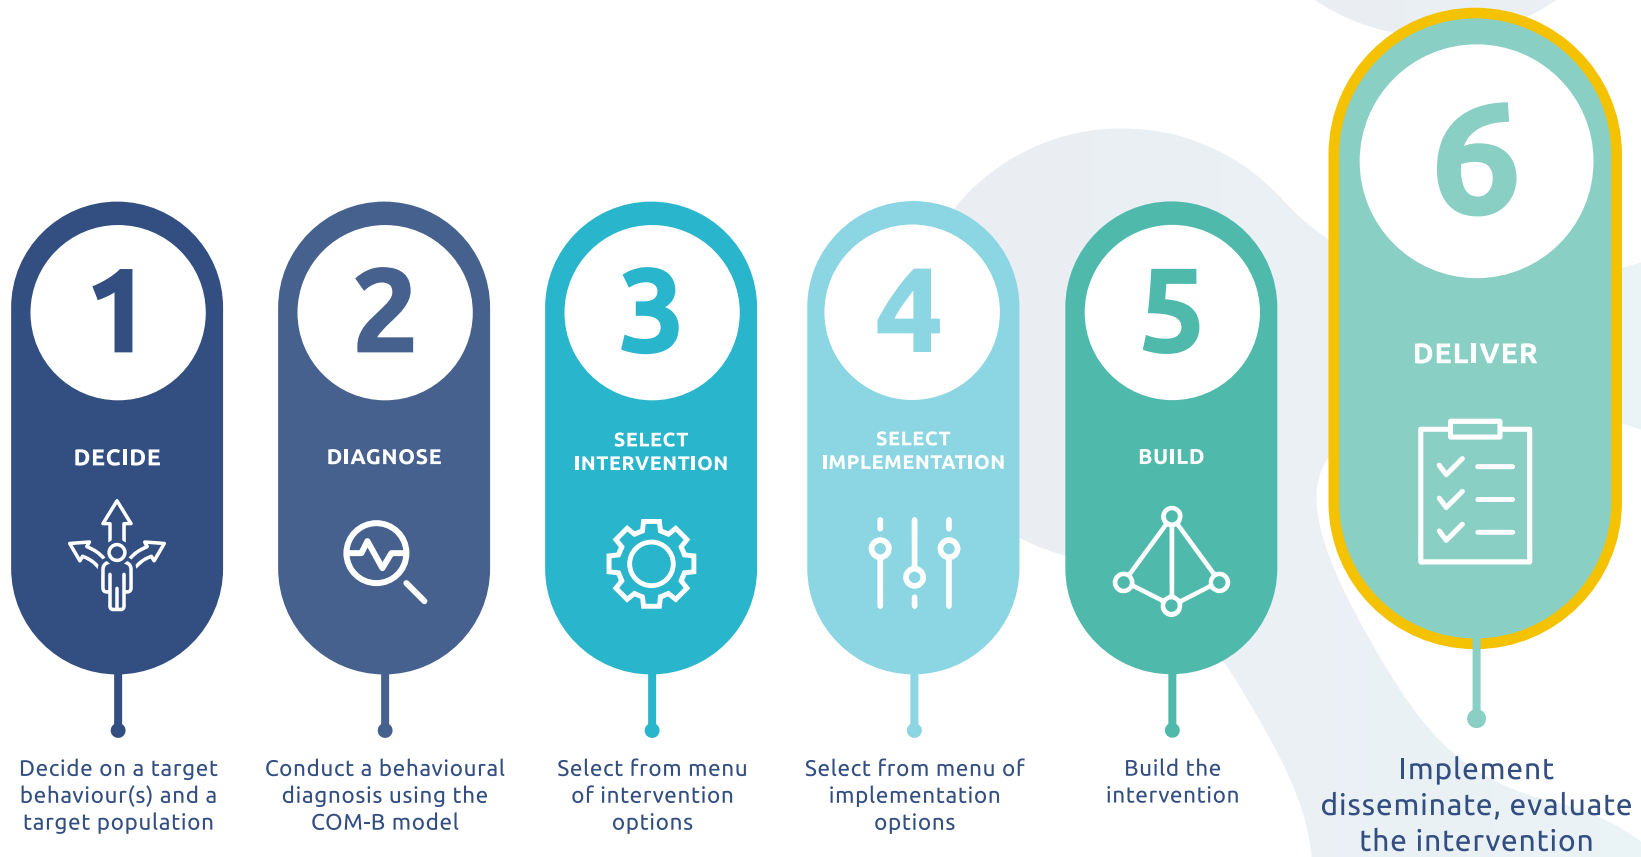 1
DECIDE
Decide on a target
behaviour(s) and a
target population
2
DIAGNOSE
Conduct a behavioural
diagnosis using the
COM-B model
3
SELECT
INTERVENTION
Select from menu
of intervention
options
4
SELECT
IMPLEMENTATION
Select from menu of
implementation
options
5
BUILD
Build the
intervention
6
DELIVER
Implement
disseminate, evaluate
the intervention